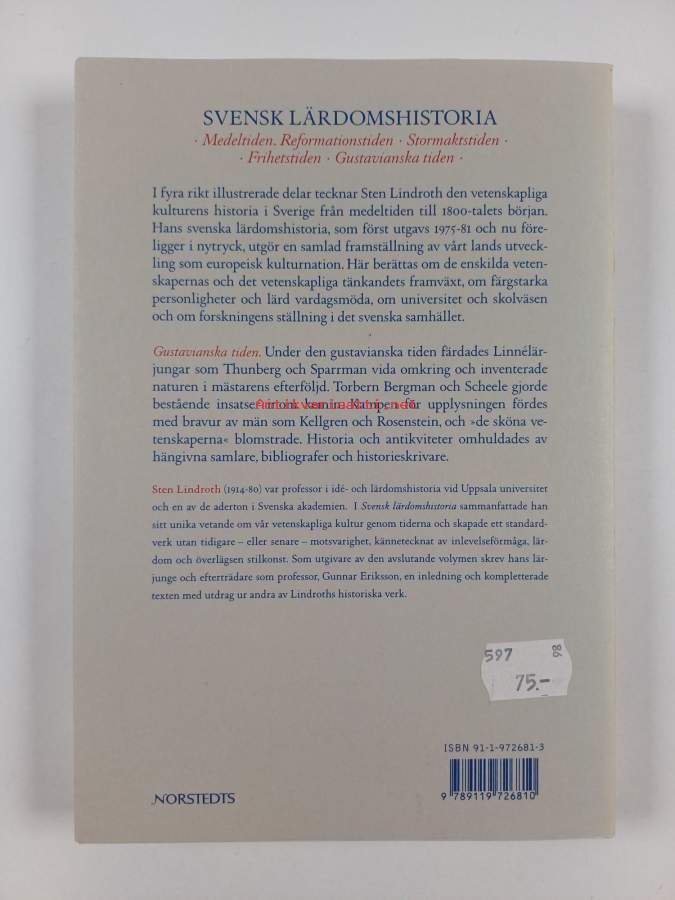 SVENSK LÄRDOMSHISTORIA
· Medeltiden. Reformationstiden · Stormaktstiden ·
· Frihetstiden · Gustavianska tiden ·
I fyra rikt illustrerade delar tecknar Sten Lindroth den vetenskapliga
kulturens historia i Sverige från medeltiden till 1800-talets början.
Hans svenska lärdomshistoria, som först utgavs 1975-81 och nu före-
ligger i nytryck, utgör en samlad framställning av vårt lands utveck-
ling som europeisk kulturnation. Här berättas om de enskilda veten-
skapernas och det vetenskapliga tänkandets framväxt, om färgstarka
personligheter och lärd vardagsmöda, om universitet och skolväsen
och om forskningens ställning i det svenska samhället.
Gustavianska tiden. Under den gustavianska tiden färdades Linnélär-
jungar som Thunberg och Sparrman vida omkring och inventerade
naturen i mästarens efterföljd. Torbern Bergman och Scheele gjorde
bestående insatser inom kemin. Kampen för upplysningen fördes
med bravur av män som Kellgren och Rosenstein, och »de sköna ve-
tenskaperna« blomstrade. Historia och antikviteter omhuldades av
hängivna samlare, bibliografer och historieskrivare.
Sten Lindroth (1914-80) var professor i idé- och lärdomshistoria vid Uppsala universitet
och en av de aderton i Svenska akademien. I Svensk lärdomshistoria sammanfattade han
sitt unika vetande om vår vetenskapliga kultur genom tiderna och skapade ett standard-
verk utan tidigare – eller senare – motsvarighet, kännetecknat av inlevelseförmåga, lär-
dom och överlägsen stilkonst. Som utgivare av den avslutande volymen skrev hans lär-
junge och efterträdare som professor, Gunnar Eriksson, en inledning och kompletterade
texten med utdrag ur andra av Lindroths historiska verk.
597 86
75.-
ISBN 91-1-972681-3
9 789119 726810
NORSTEDTS